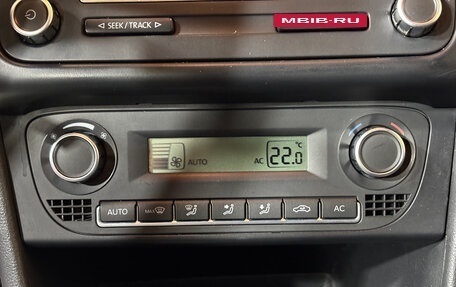 ◁ SEEK/TRACK ▷
MBIB-RU
AUTO
AC 22.0 °C
AUTO
MAX
AC